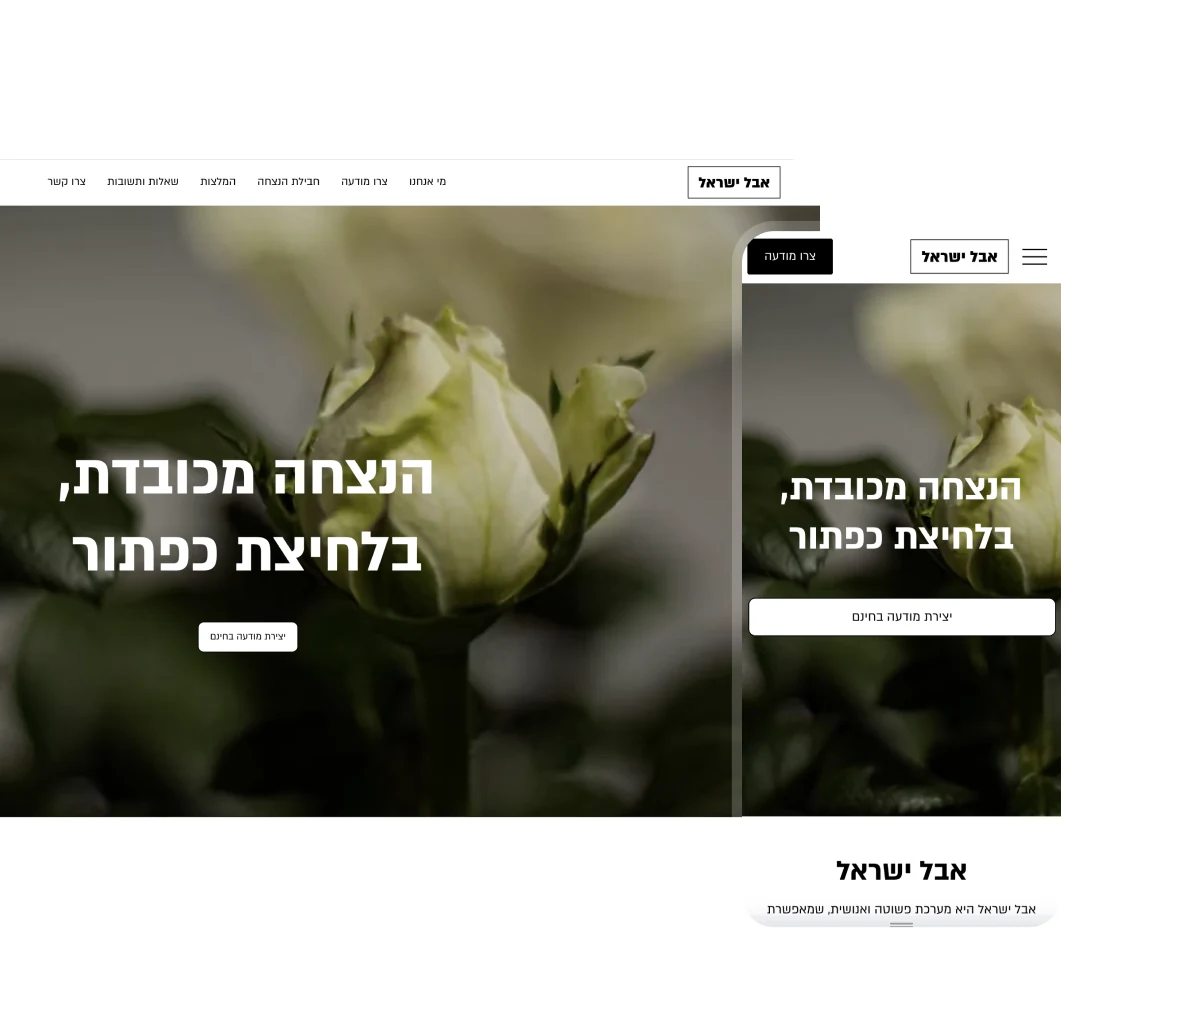 אבל ישראל
מי אנחנו
צרו מודעה
חבילת הנצחה
המלצות
שאלות ותשובות
צרו קשר
הנצחה מכובדת,
בלחיצת כפתור
יצירת מודעה בחינם
אבל ישראל
צרו מודעה
הנצחה מכובדת,
בלחיצת כפתור
יצירת מודעה בחינם
אבל ישראל
אבל ישראל היא מערכת פשוטה ואנושית, שמאפשרת